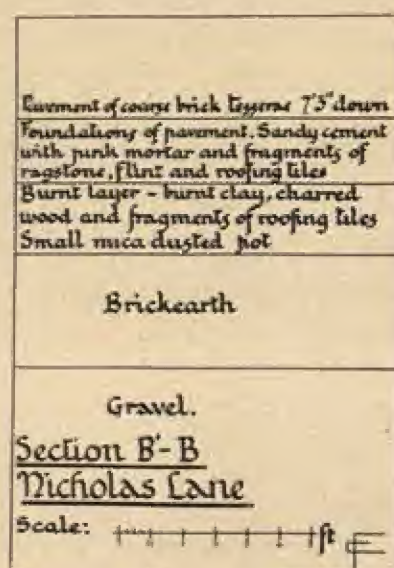 Pavement of coarse brick tesserae 7'3" down
Foundations of pavement. Sandy cement
with pink mortar and fragments of
ragstone, flint and roofing tiles
Burnt layer - burnt clay, charred
wood and fragments of roofing tiles
Small mica dusted pot
Brickearth
Gravel.
Section B'-B
Nicholas Lane
Scale: ft